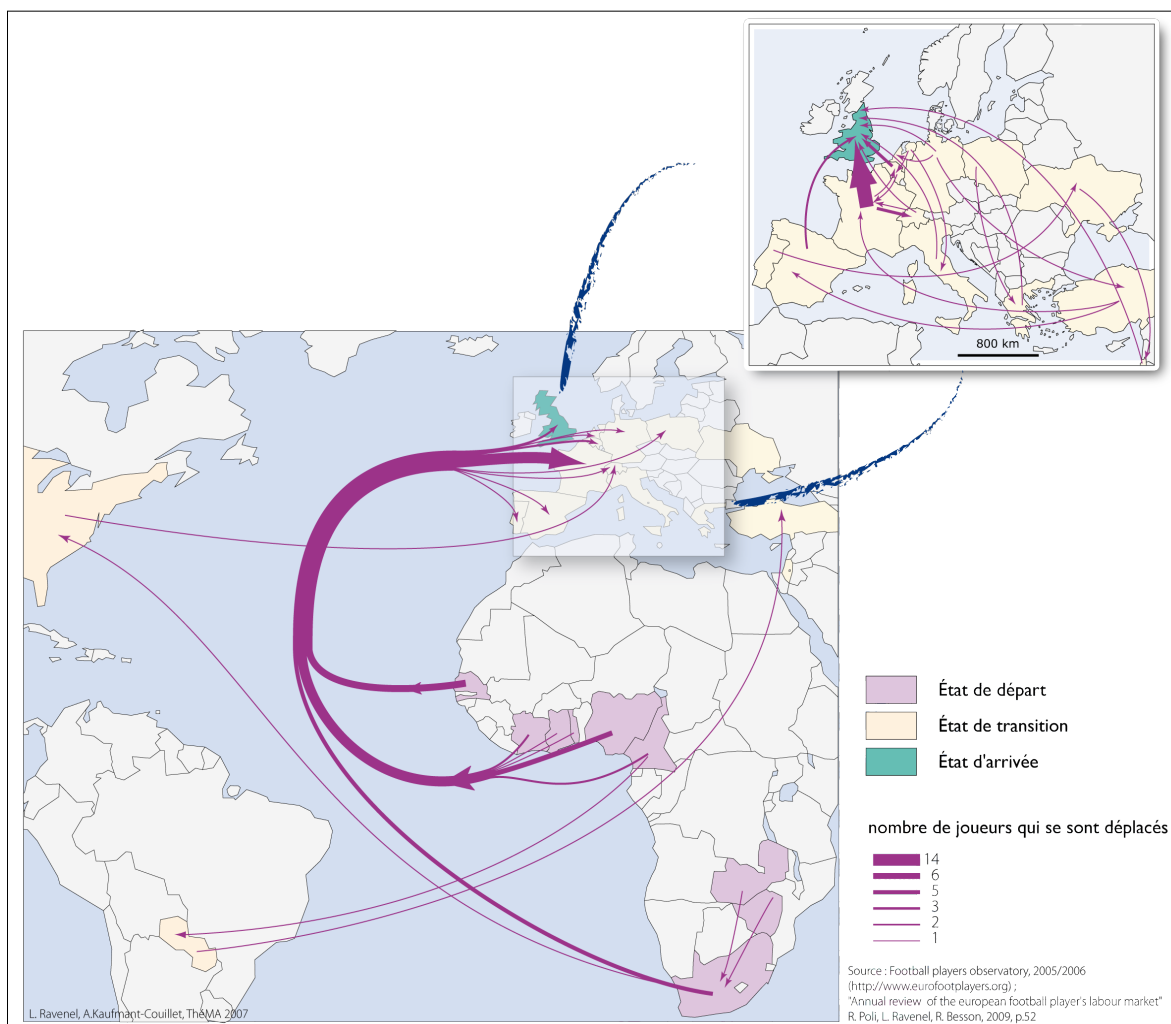 800 km
État de départ
État de transition
État d'arrivée
nombre de joueurs qui se sont déplacés
14
6
5
3
2
1
Source : Football players observatory, 2005/2006
(http://www.eurofootplayers.org) ;
"Annual review of the european football player's labour market"
R. Poli, L. Ravenel, R. Besson, 2009, p.52
L. Ravenel, A.Kaufmant-Couillet, ThéMA 2007